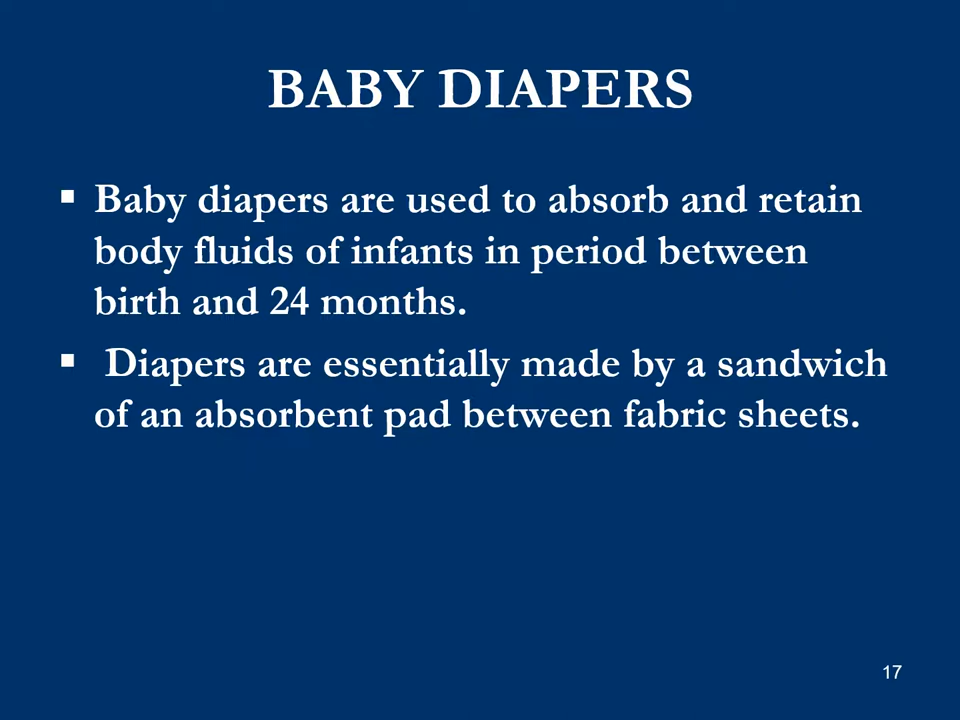 BABY DIAPERS
▪ Baby diapers are used to absorb and retain
body fluids of infants in period between
birth and 24 months.
▪ Diapers are essentially made by a sandwich
of an absorbent pad between fabric sheets.
17